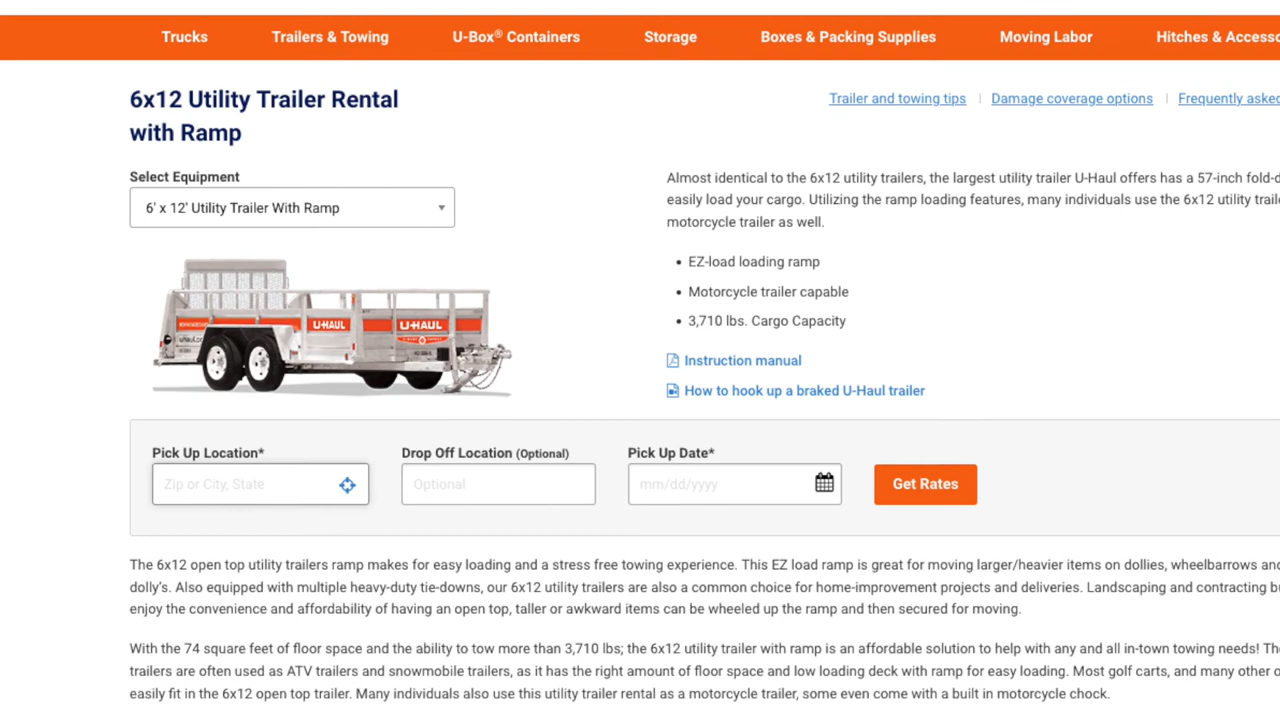 Trucks Trailers & Towing U-Box® Containers Storage Boxes & Packing Supplies Moving Labor Hitches &
6x12 Utility Trailer Rental
with Ramp
Trailer and towing tips | Damage coverage options | Frequently
Select Equipment
6' x 12' Utility Trailer With Ramp
Almost identical to the 6x12 utility trailers, the largest utility trailer U-Haul offers has a 57-inch
easily load your cargo. Utilizing the ramp loading features, many individuals use the 6x12 utility
motorcycle trailer as well.
• EZ-load loading ramp
• Motorcycle trailer capable
• 3,710 lbs. Cargo Capacity
U-HAUL U-HAUL
Instruction manual
How to hook up a braked U-Haul trailer
Pick Up Location* Drop Off Location (Optional) Pick Up Date*
Zip or City, State Optional mm/dd/yyyy Get Rates
The 6x12 open top utility trailers ramp makes for easy loading and a stress free towing experience. This EZ load ramp is great for moving larger/heavier items on dollies, wheelbarrows and
dolly's. Also equipped with multiple heavy-duty tie-downs, our 6x12 utility trailers are also a common choice for home-improvement projects and deliveries. Landscaping and contracting
enjoy the convenience and affordability of having an open top, taller or awkward items can be wheeled up the ramp and then secured for moving.
With the 74 square feet of floor space and the ability to tow more than 3,710 lbs; the 6x12 utility trailer with ramp is an affordable solution to help with any and all in-town towing needs!
trailers are often used as ATV trailers and snowmobile trailers, as it has the right amount of floor space and low loading deck with ramp for easy loading. Most golf carts, and many other
easily fit in the 6x12 open top trailer. Many individuals also use this utility trailer rental as a motorcycle trailer, some even come with a built in motorcycle chock.